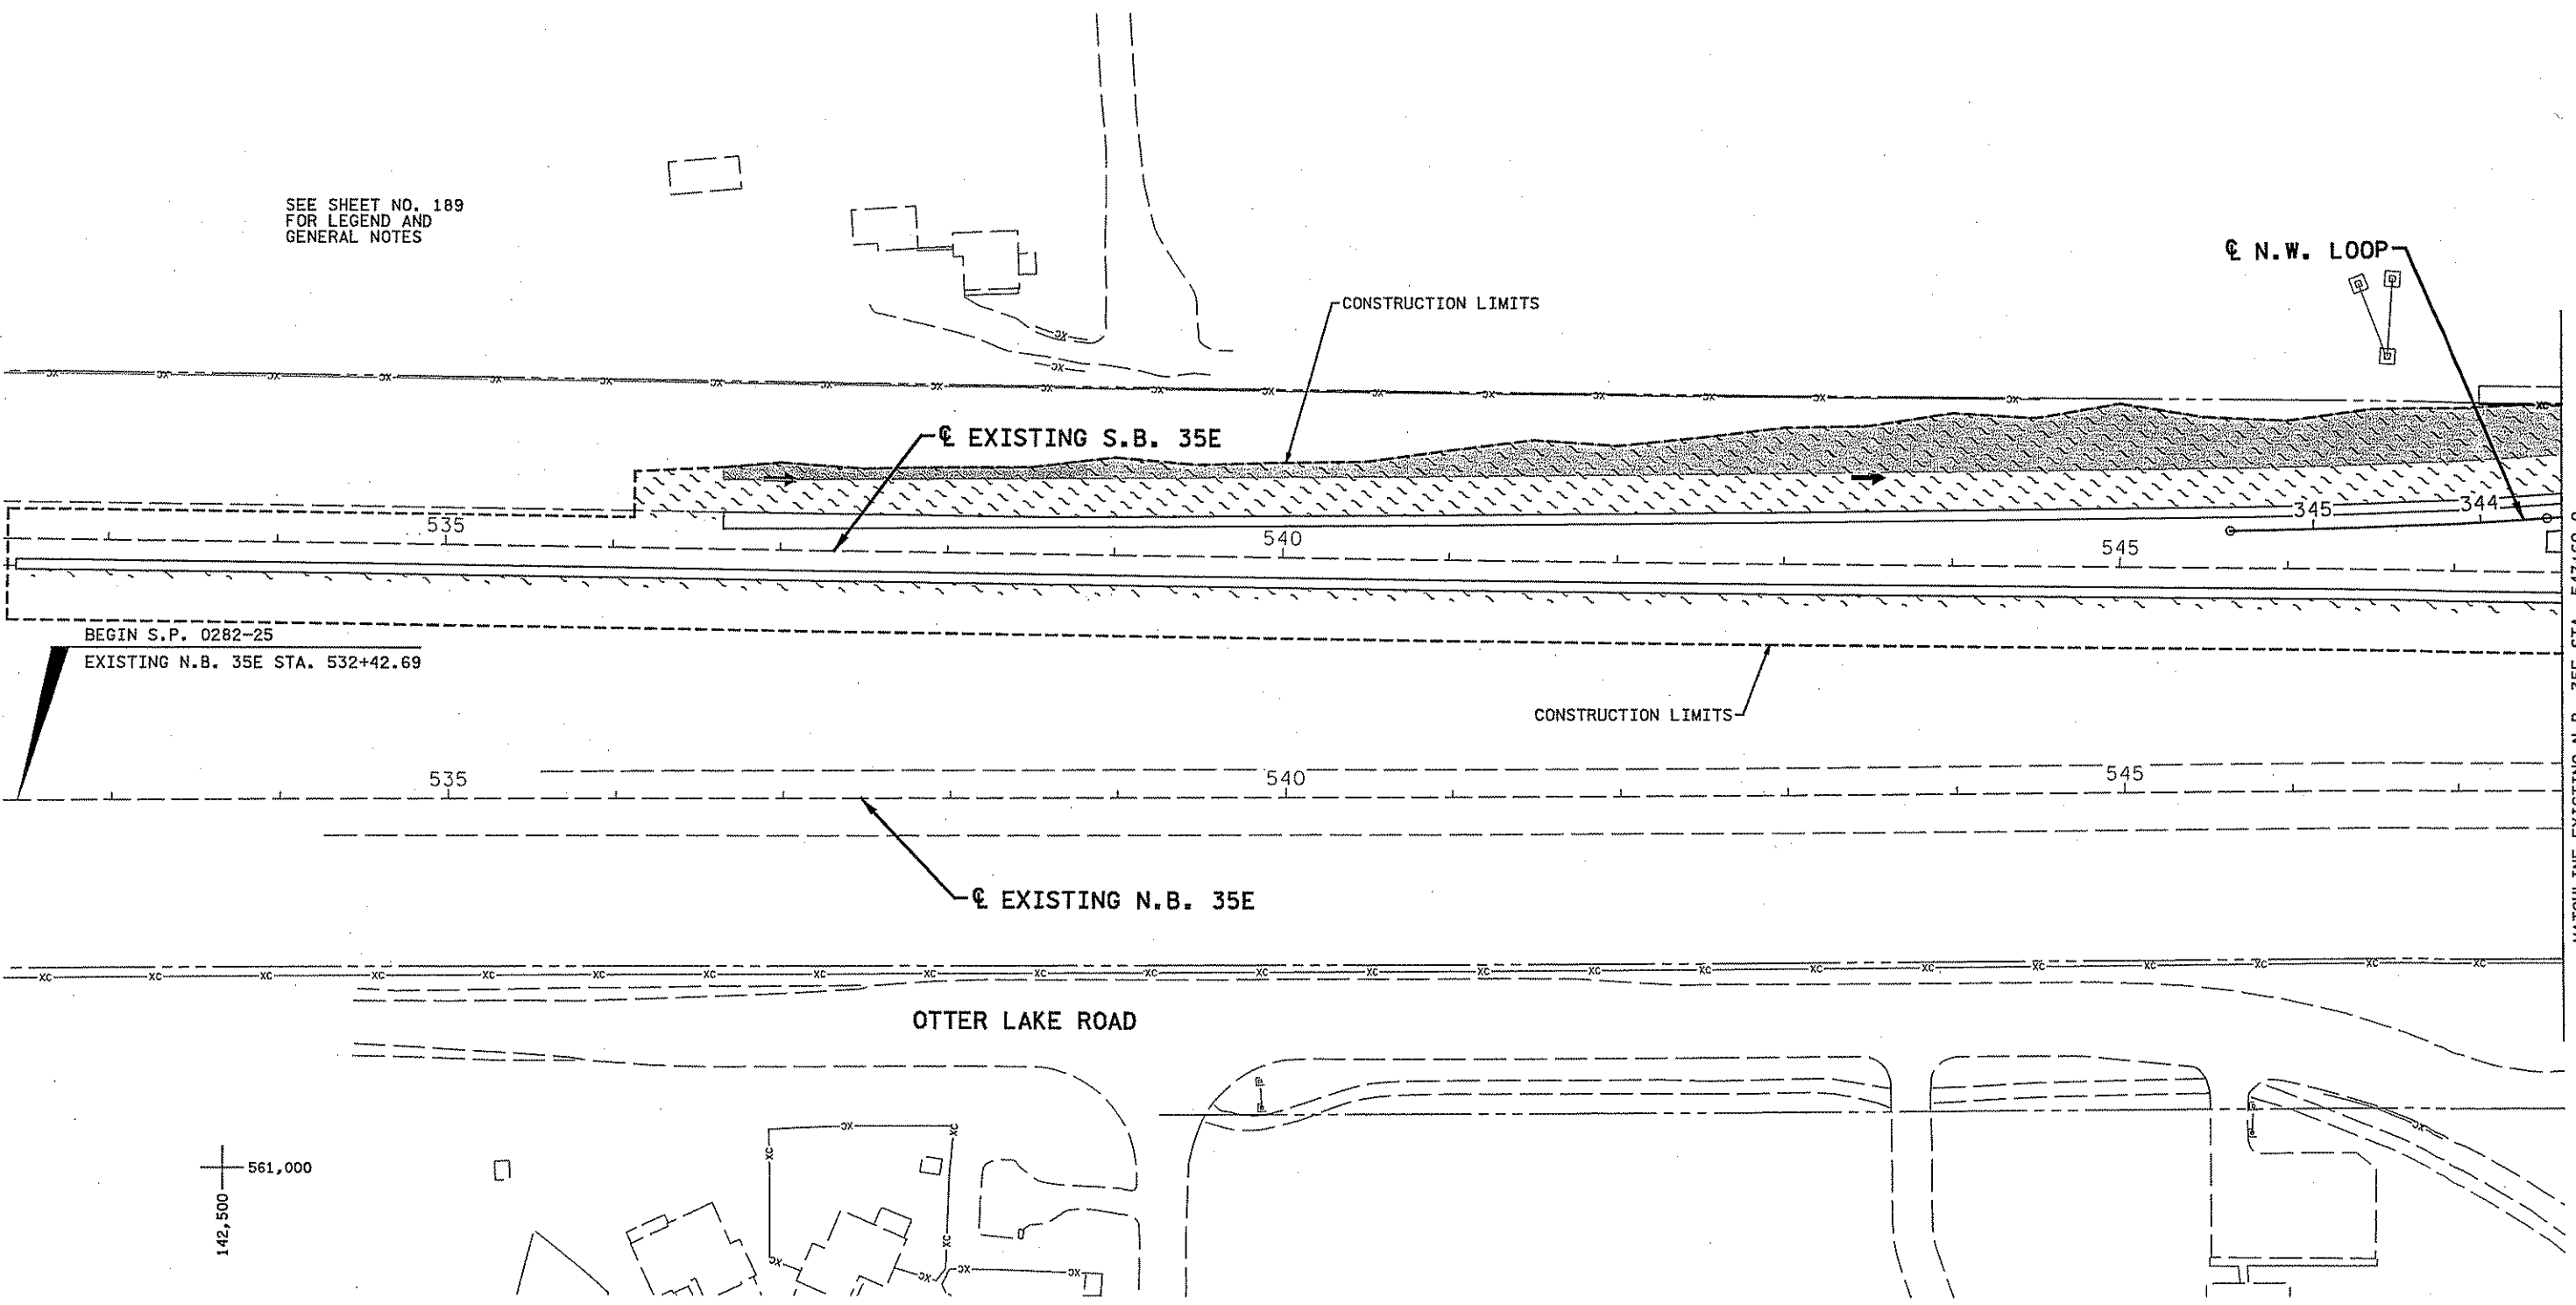 SEE SHEET NO. 189
FOR LEGEND AND
GENERAL NOTES
℄ N.W. LOOP
CONSTRUCTION LIMITS
℄ EXISTING S.B. 35E
535
540
545
345
344
BEGIN S.P. 0282-25
EXISTING N.B. 35E STA. 532+42.69
CONSTRUCTION LIMITS
535
540
545
℄ EXISTING N.B. 35E
OTTER LAKE ROAD
561,000
142,500